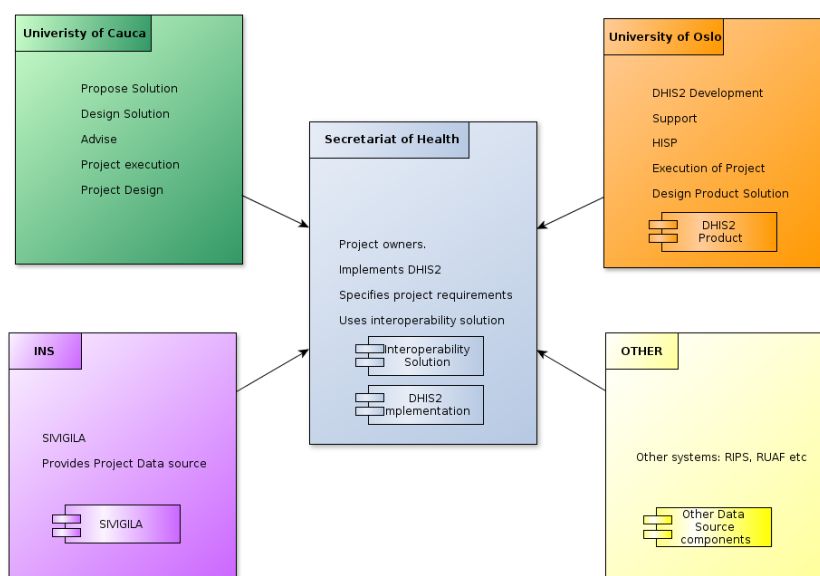 Univeristy of Cauca
Propose Solution
Design Solution
Advise
Project execution
Project Design
University of Oslo
DHIS2 Development
Support
HISP
Execution of Project
Design Product Solution
DHIS2
Product
Secretariat of Health
Project owners.
Implements DHIS2
Specifies project requirements
Uses interoperability solution
Interoperability
Solution
DHIS2
Implementation
INS
SIVIGILA
Provides Project Data source
SIVIGILA
OTHER
Other systems: RIPS, RUAF etc
Other Data
Source
components